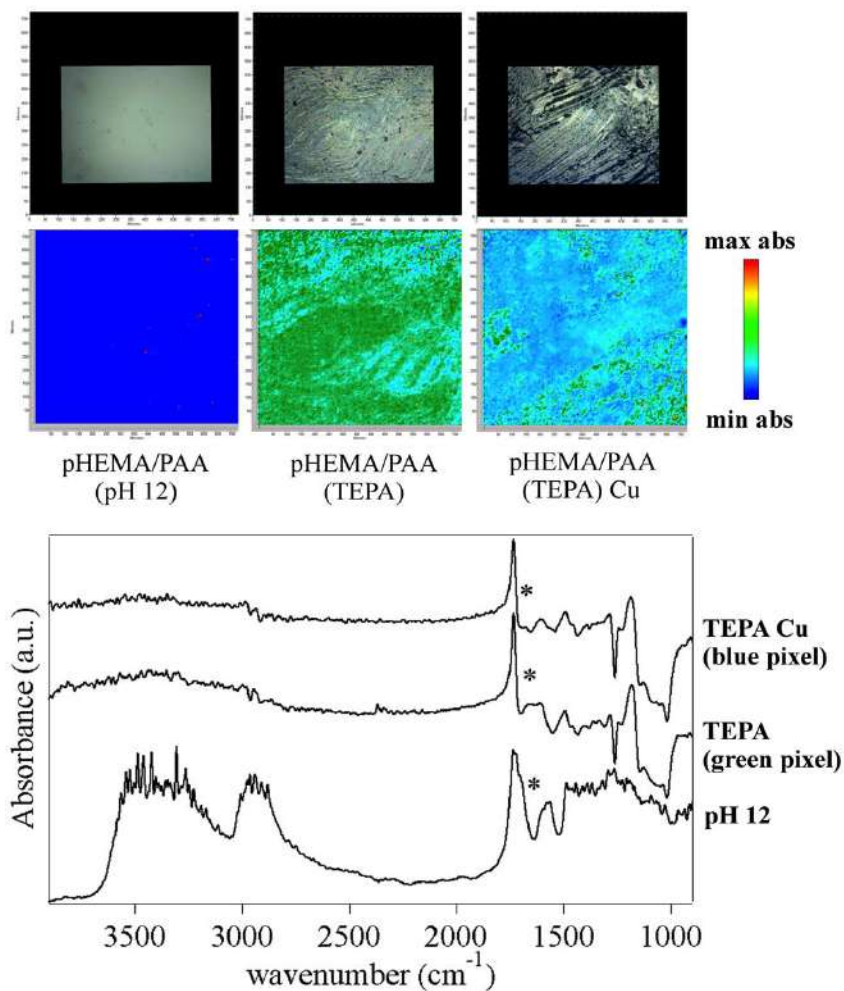 max abs
min abs
pHEMA/PAA
(pH 12)
pHEMA/PAA
(TEPA)
pHEMA/PAA
(TEPA) Cu
Absorbance (a.u.)
*
TEPA Cu
(blue pixel)
*
TEPA
(green pixel)
*
pH 12
3500 3000 2500 2000 1500 1000
wavenumber (cm⁻¹)